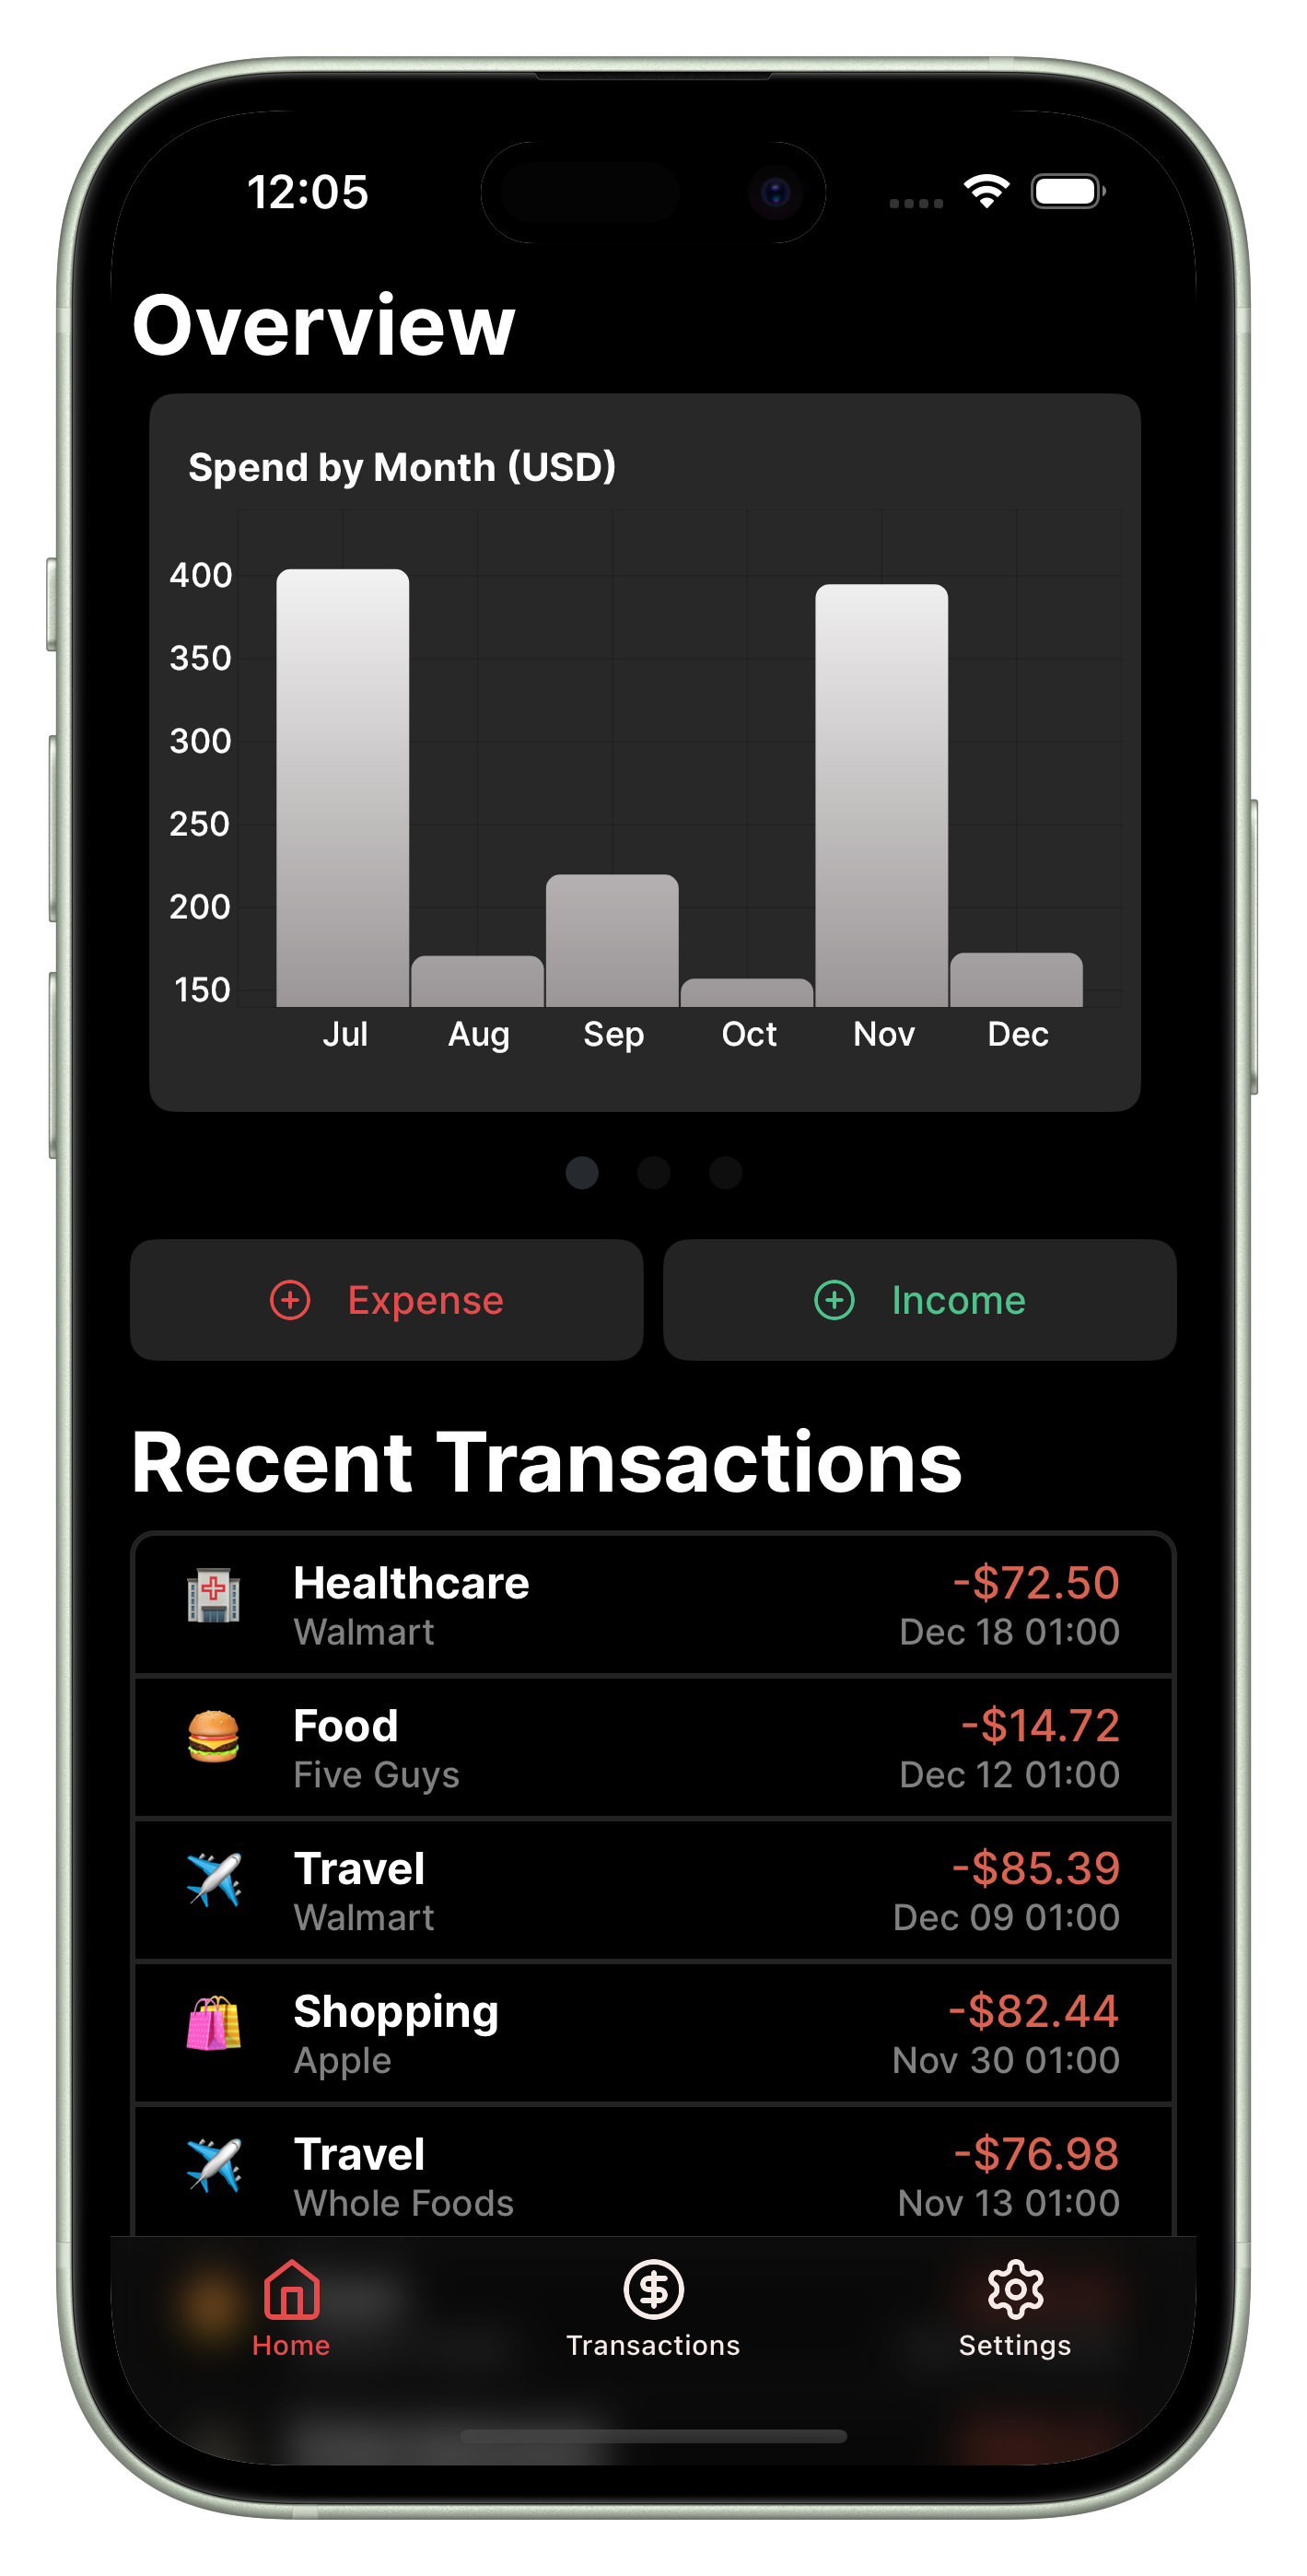 12:05
Overview
Spend by Month (USD)
400
350
300
250
200
150
Jul Aug Sep Oct Nov Dec
Expense Income
Recent Transactions
Healthcare -$72.50
Walmart Dec 18 01:00
Food -$14.72
Five Guys Dec 12 01:00
Travel -$85.39
Walmart Dec 09 01:00
Shopping -$82.44
Apple Nov 30 01:00
Travel -$76.98
Whole Foods Nov 13 01:00
Home Transactions Settings